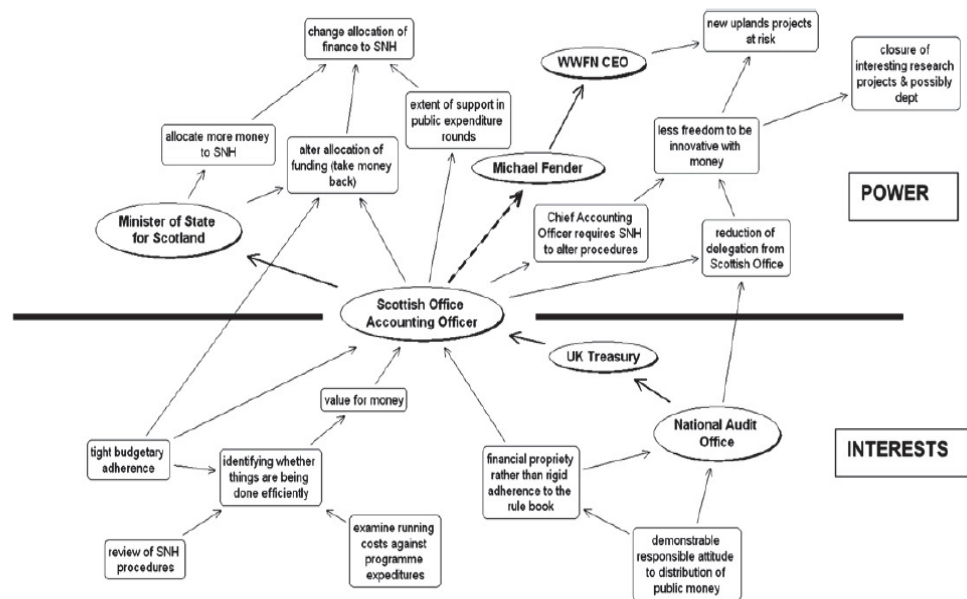 change allocation of
finance to SNH
new uplands projects
at risk
WWFN CEO
closure of
interesting research
projects & possibly
dept
extent of support in
public expenditure
rounds
allocate more money
to SNH
alter allocation of
funding (take money
back)
less freedom to be
innovative with
money
Michael Fender
POWER
Minister of State
for Scotland
Chief Accounting
Officer requires SNH
to alter procedures
reduction of
delegation from
Scottish Office
Scottish Office
Accounting Officer
UK Treasury
value for money
National Audit
Office
INTERESTS
tight budgetary
adherence
identifying whether
things are being
done efficiently
financial propriety
rather than rigid
adherence to the
rule book
review of SNH
procedures
examine running
costs against
programme
expeditures
demonstrable
responsible attitude
to distribution of
public money